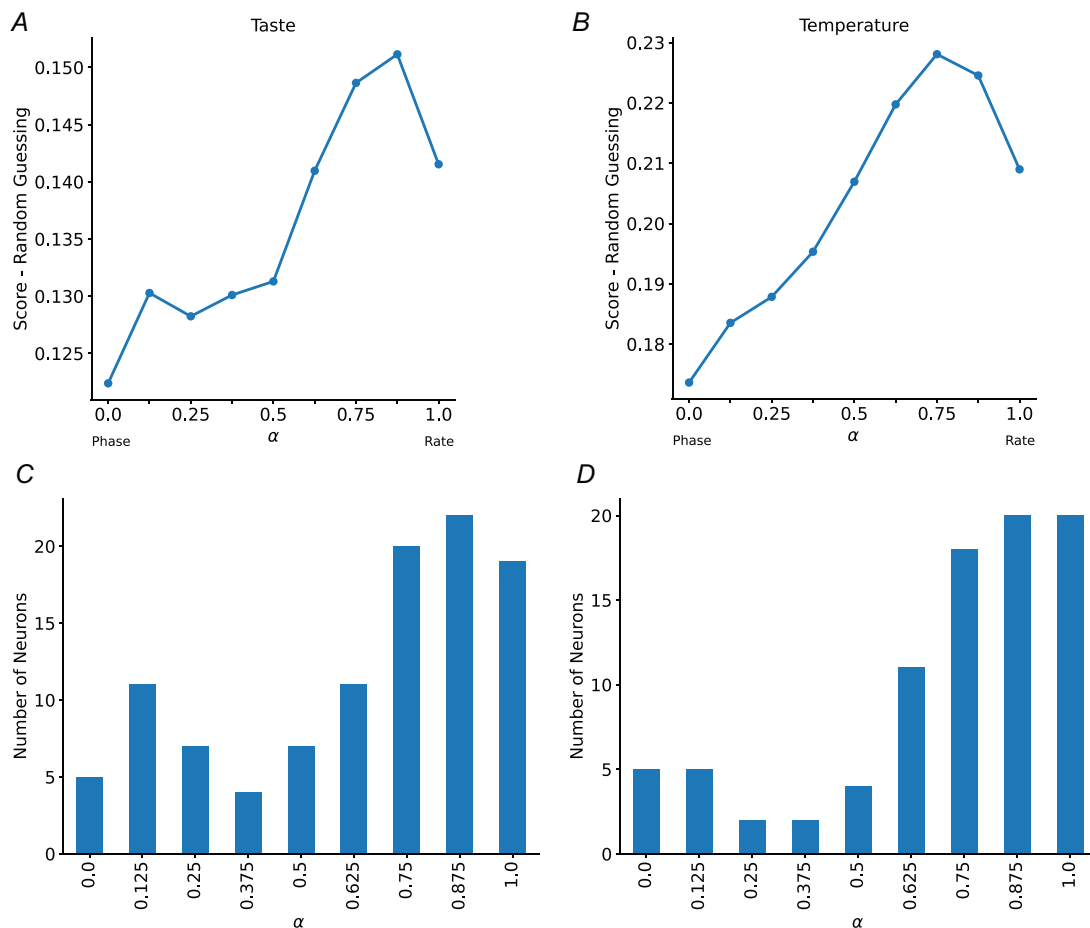 A
Taste
Score - Random Guessing
0.150
0.145
0.140
0.135
0.130
0.125
0.0 0.25 0.5 0.75 1.0
Phase α Rate
B
Temperature
Score - Random Guessing
0.23
0.22
0.21
0.20
0.19
0.18
0.0 0.25 0.5 0.75 1.0
Phase α Rate
C
Number of Neurons
20
15
10
5
0
0.0 0.125 0.25 0.375 0.5 0.625 0.75 0.875 1.0
α
D
Number of Neurons
20
15
10
5
0
0.0 0.125 0.25 0.375 0.5 0.625 0.75 0.875 1.0
α